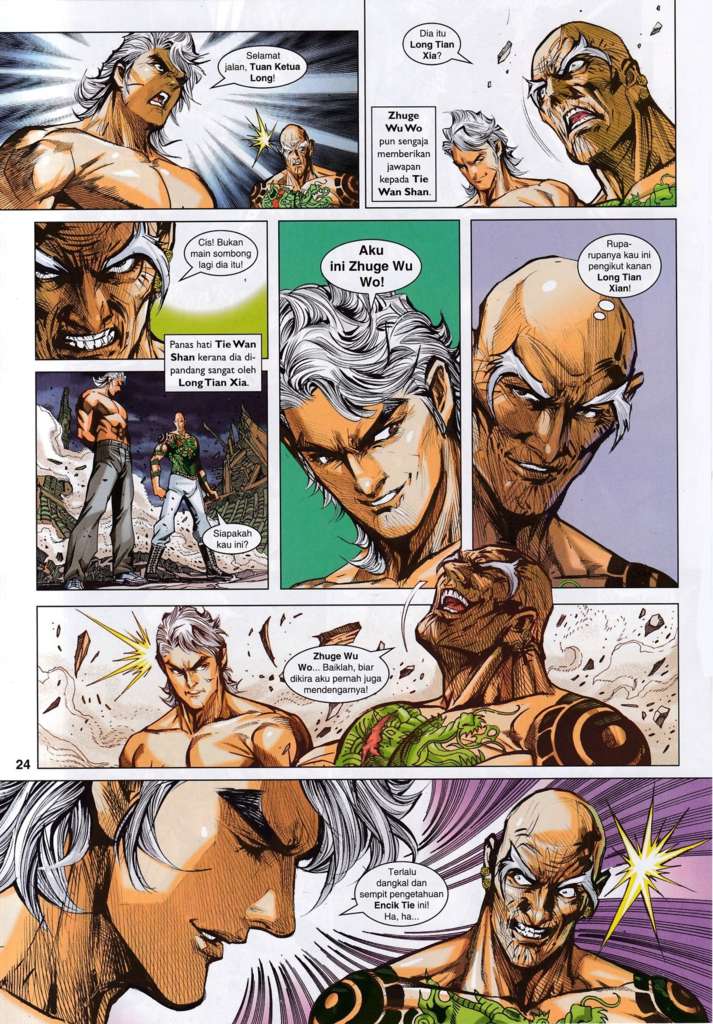 Selamat
jalan, Tuan Ketua
Long!
Dia itu
Long Tian
Xia?
Zhuge
Wu Wo
pun sengaja
memberikan
jawapan
kepada Tie
Wan Shan.
Cis! Bukan
main sombong
lagi dia itu!
Panas hati Tie Wan
Shan kerana dia di-
pandang sangat oleh
Long Tian Xia.
Siapakah
kau ini?
Aku
ini Zhuge Wu
Wo!
Rupa-
rupanya kau ini
pengikut kanan
Long Tian
Xian!
Zhuge Wu
Wo... Baiklah, biar
dikira aku pernah juga
mendengarnya!
24
Terlalu
dangkal dan
sempit pengetahuan
Encik Tie ini!
Ha, ha...